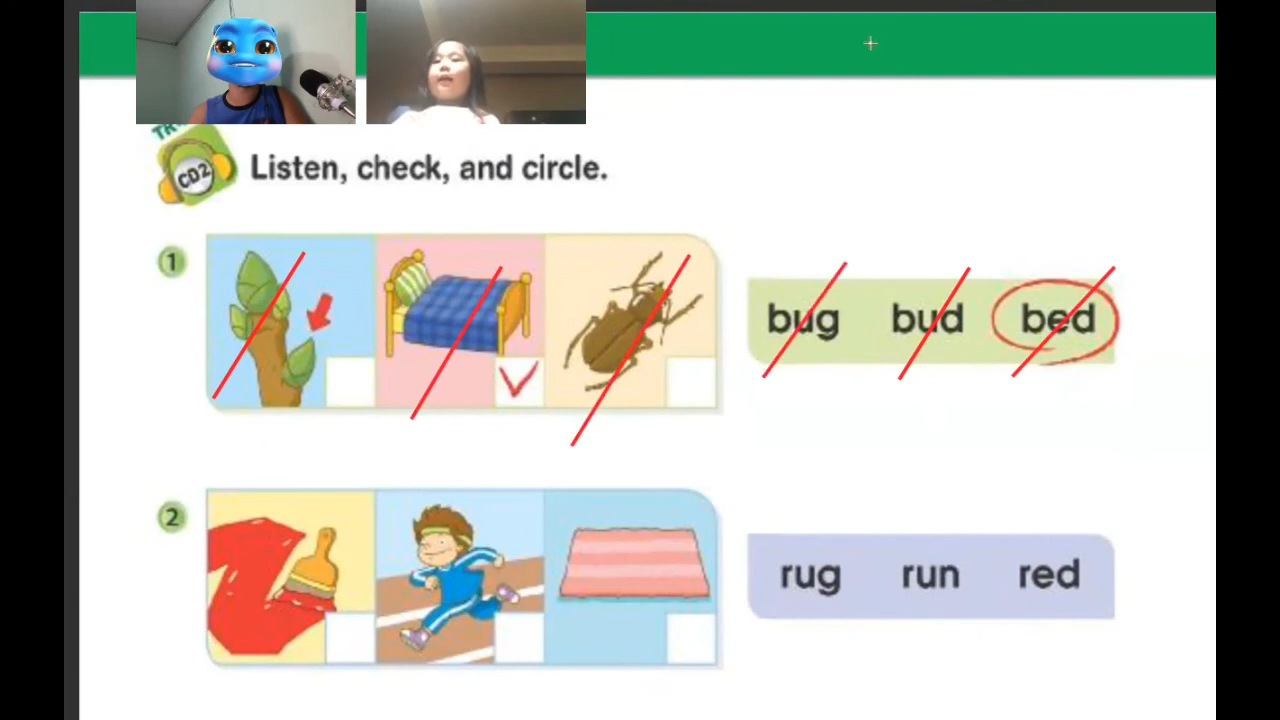 CD2
Listen, check, and circle.
1
bug bud bed
2
rug run red